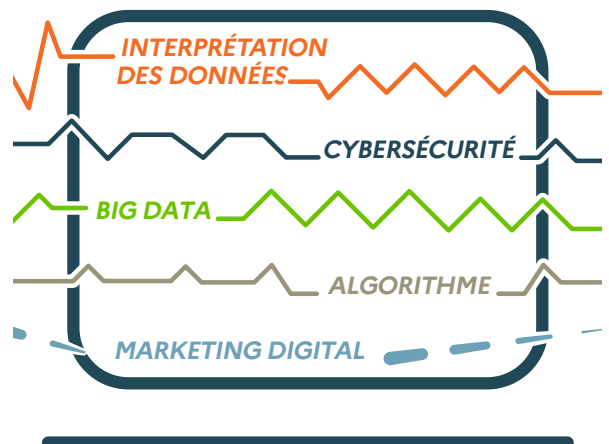 INTERPRÉTATION
DES DONNÉES
CYBERSÉCURITÉ
BIG DATA
ALGORITHME
MARKETING DIGITAL